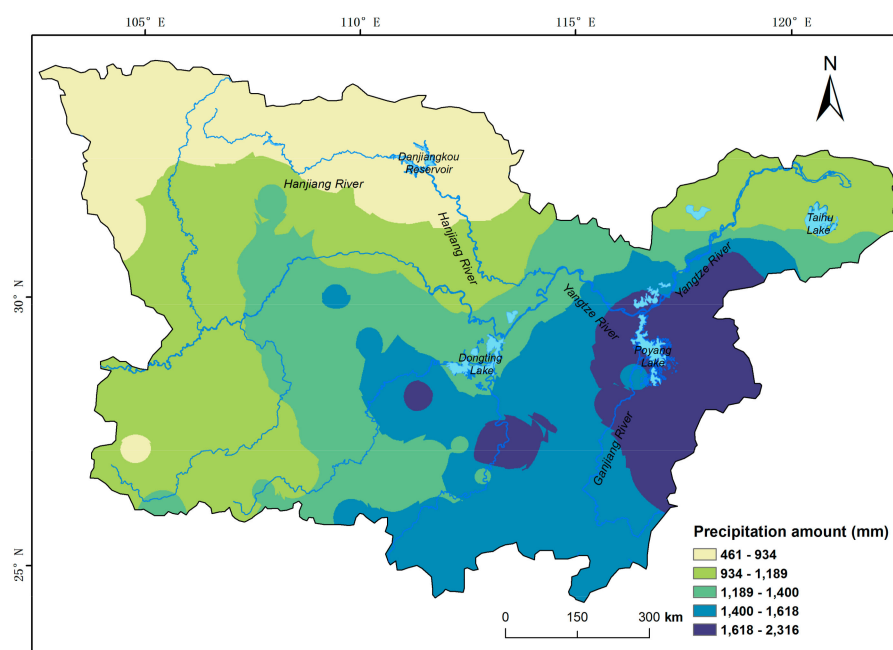 105° E
110° E
115° E
120° E
N
Danjiangkou
Reservoir
Hanjiang River
Hanjiang River
Taihu
Lake
30° N
Yangtze River
Yangtze River
Dongting
Lake
Poyang
Lake
Ganjiang River
25° N
Precipitation amount (mm)
461 - 934
934 - 1,189
1,189 - 1,400
1,400 - 1,618
1,618 - 2,316
0 150 300 km